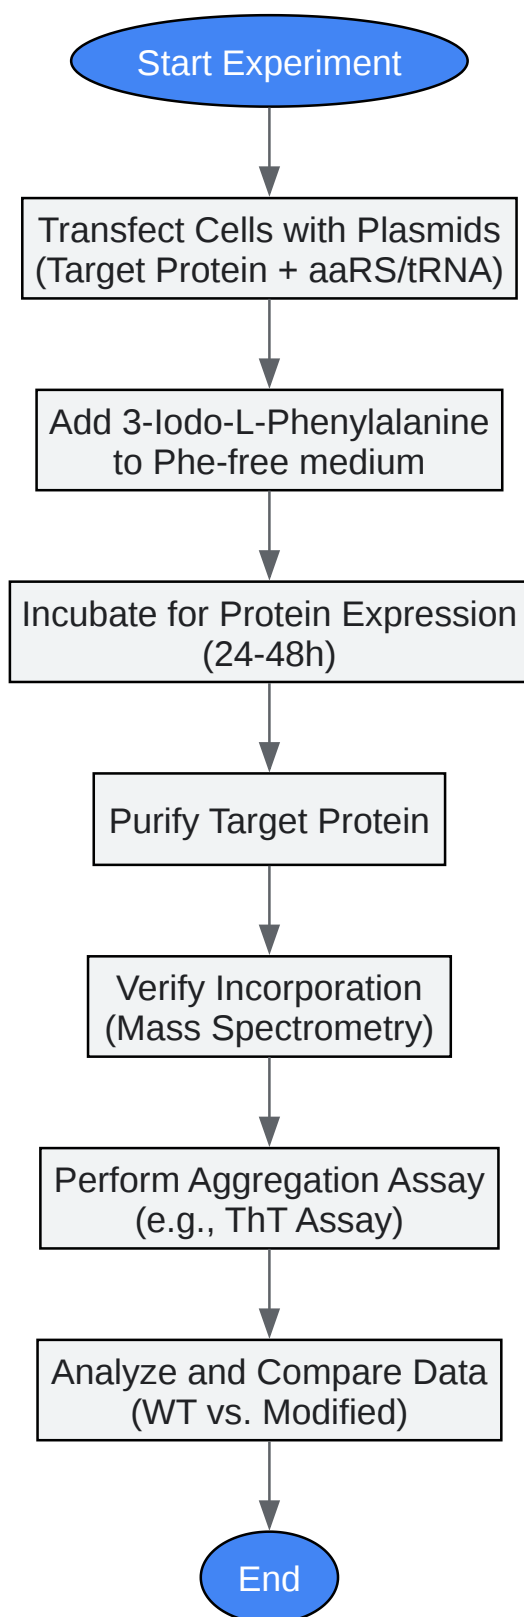 Start Experiment
Transfect Cells with Plasmids
(Target Protein + aaRS/tRNA)
Add 3-Iodo-L-Phenylalanine
to Phe-free medium
Incubate for Protein Expression
(24-48h)
Purify Target Protein
Verify Incorporation
(Mass Spectrometry)
Perform Aggregation Assay
(e.g., ThT Assay)
Analyze and Compare Data
(WT vs. Modified)
End